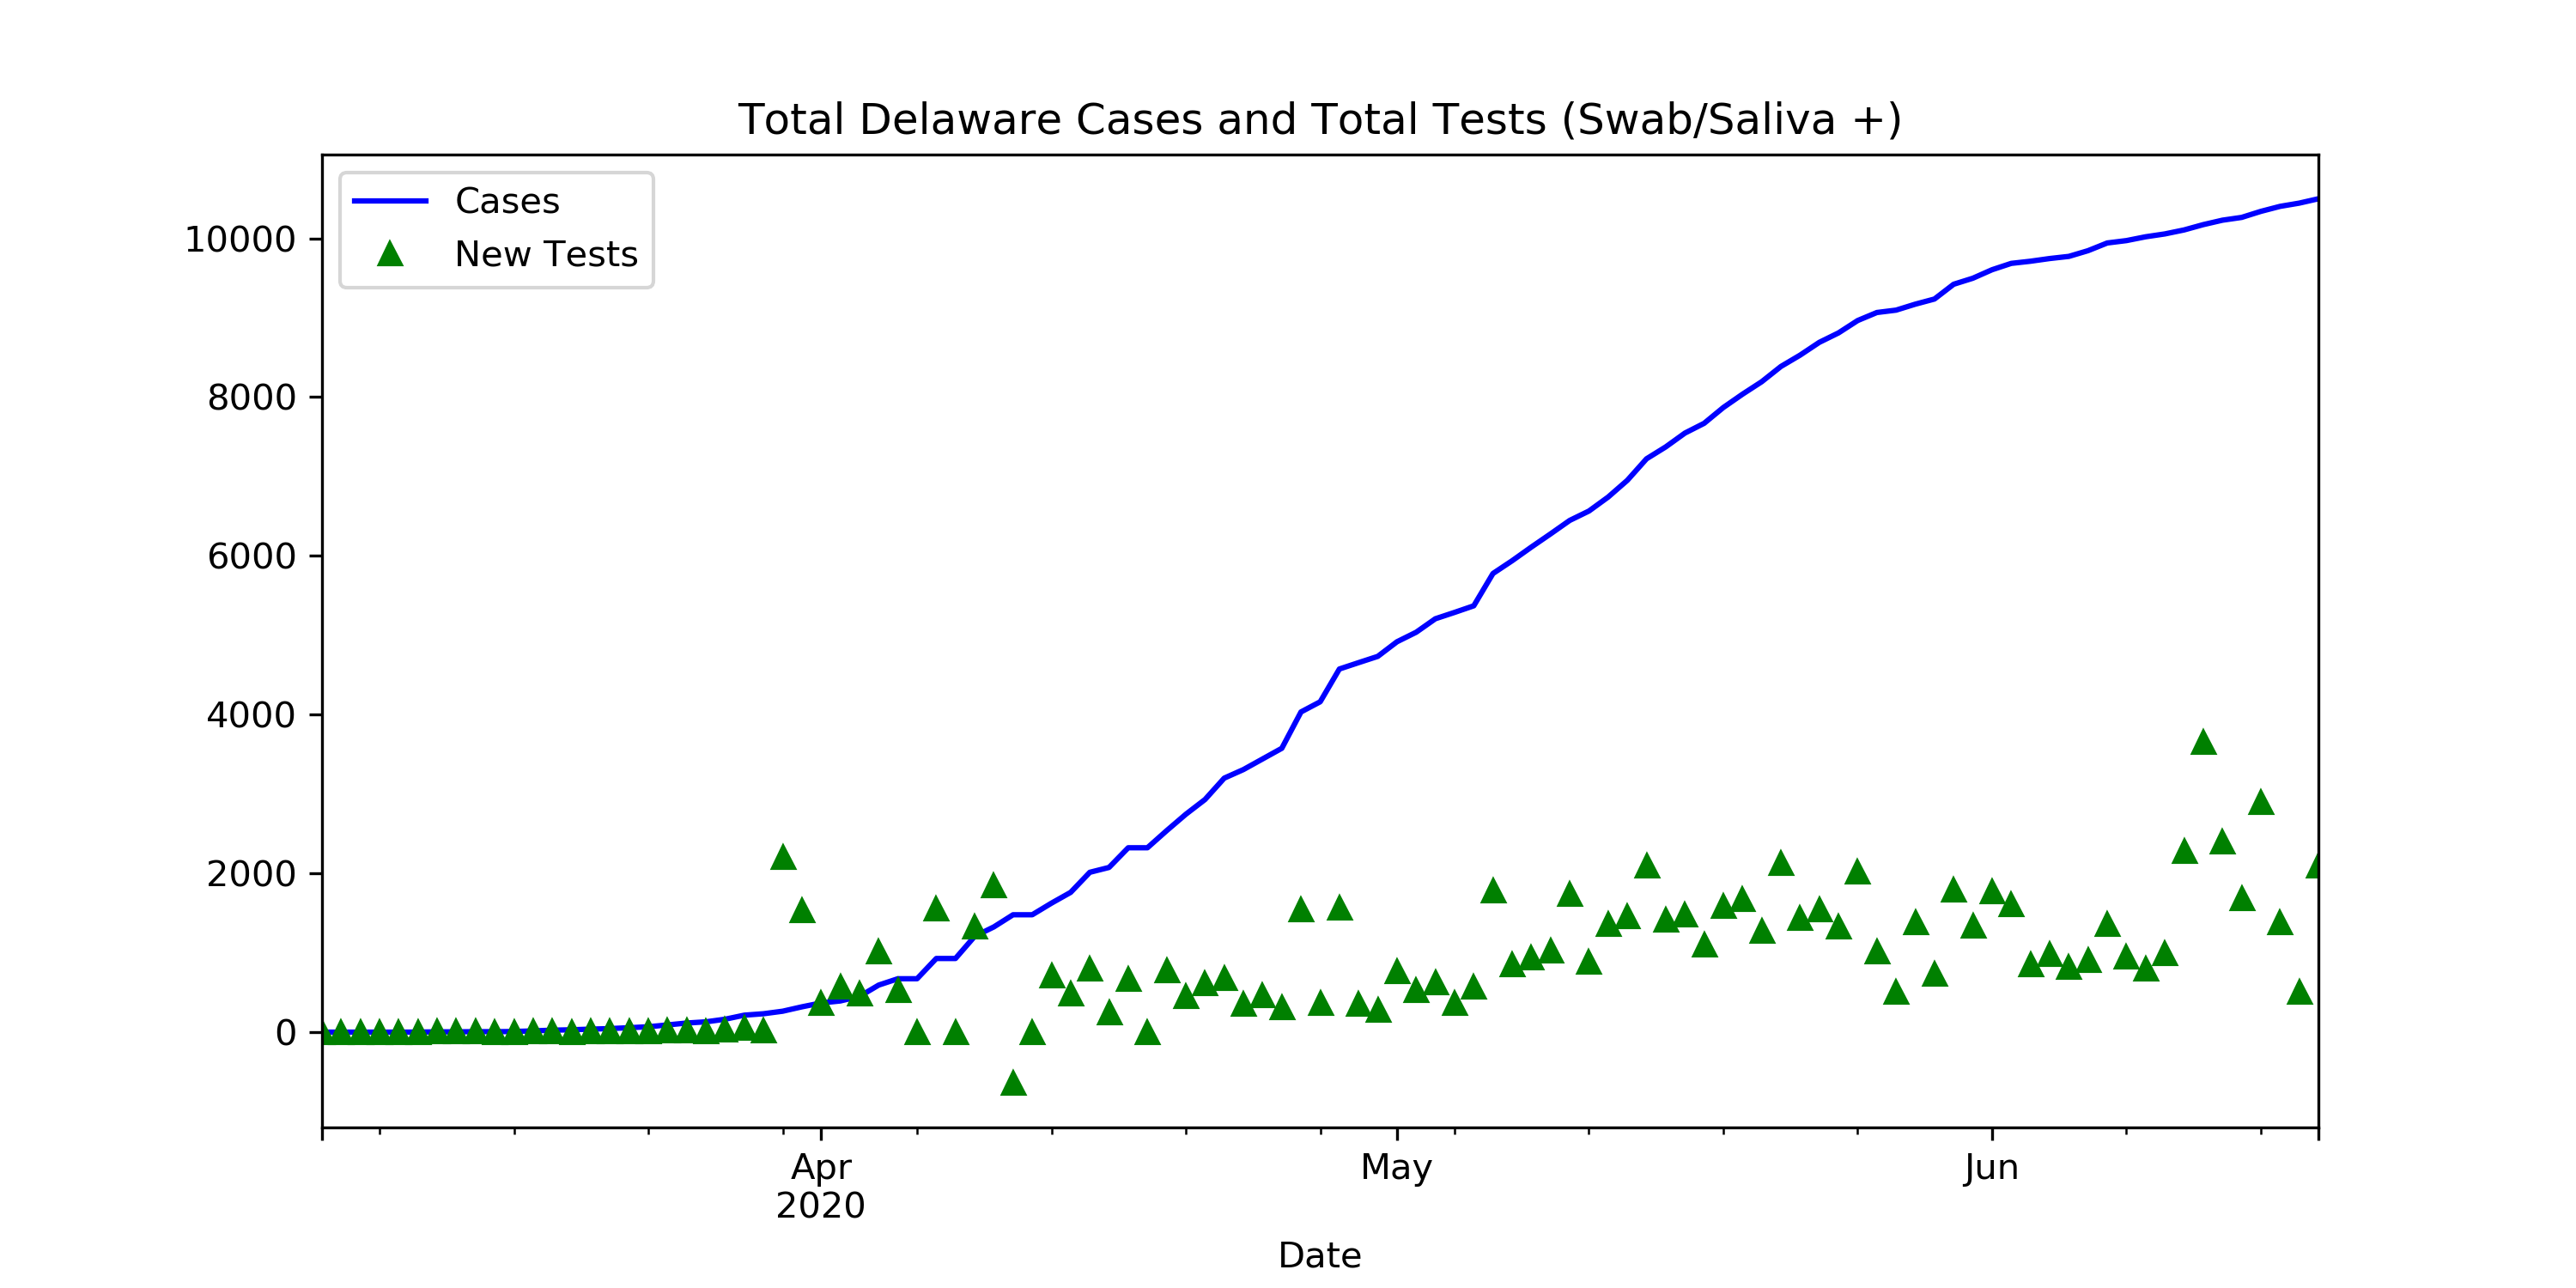 Total Delaware Cases and Total Tests (Swab/Saliva +)
Cases
New Tests
10000
8000
6000
4000
2000
0
Apr
2020
May
Jun
Date